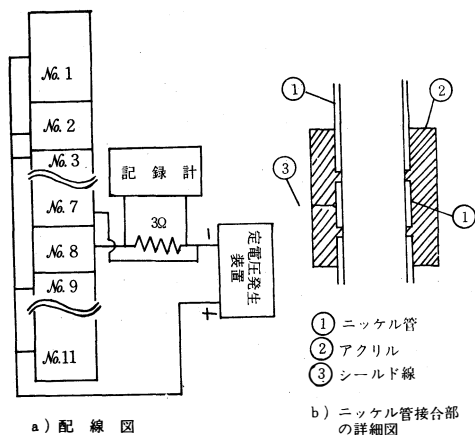 No.1
No.2
No.3
No.7
No.8
No.9
No.11
記録計
3Ω
−
+
定電圧発生
装置
a）配線図
①
②
③
①
① ニッケル管
② アクリル
③ シールド線
b）ニッケル管接合部
の詳細図